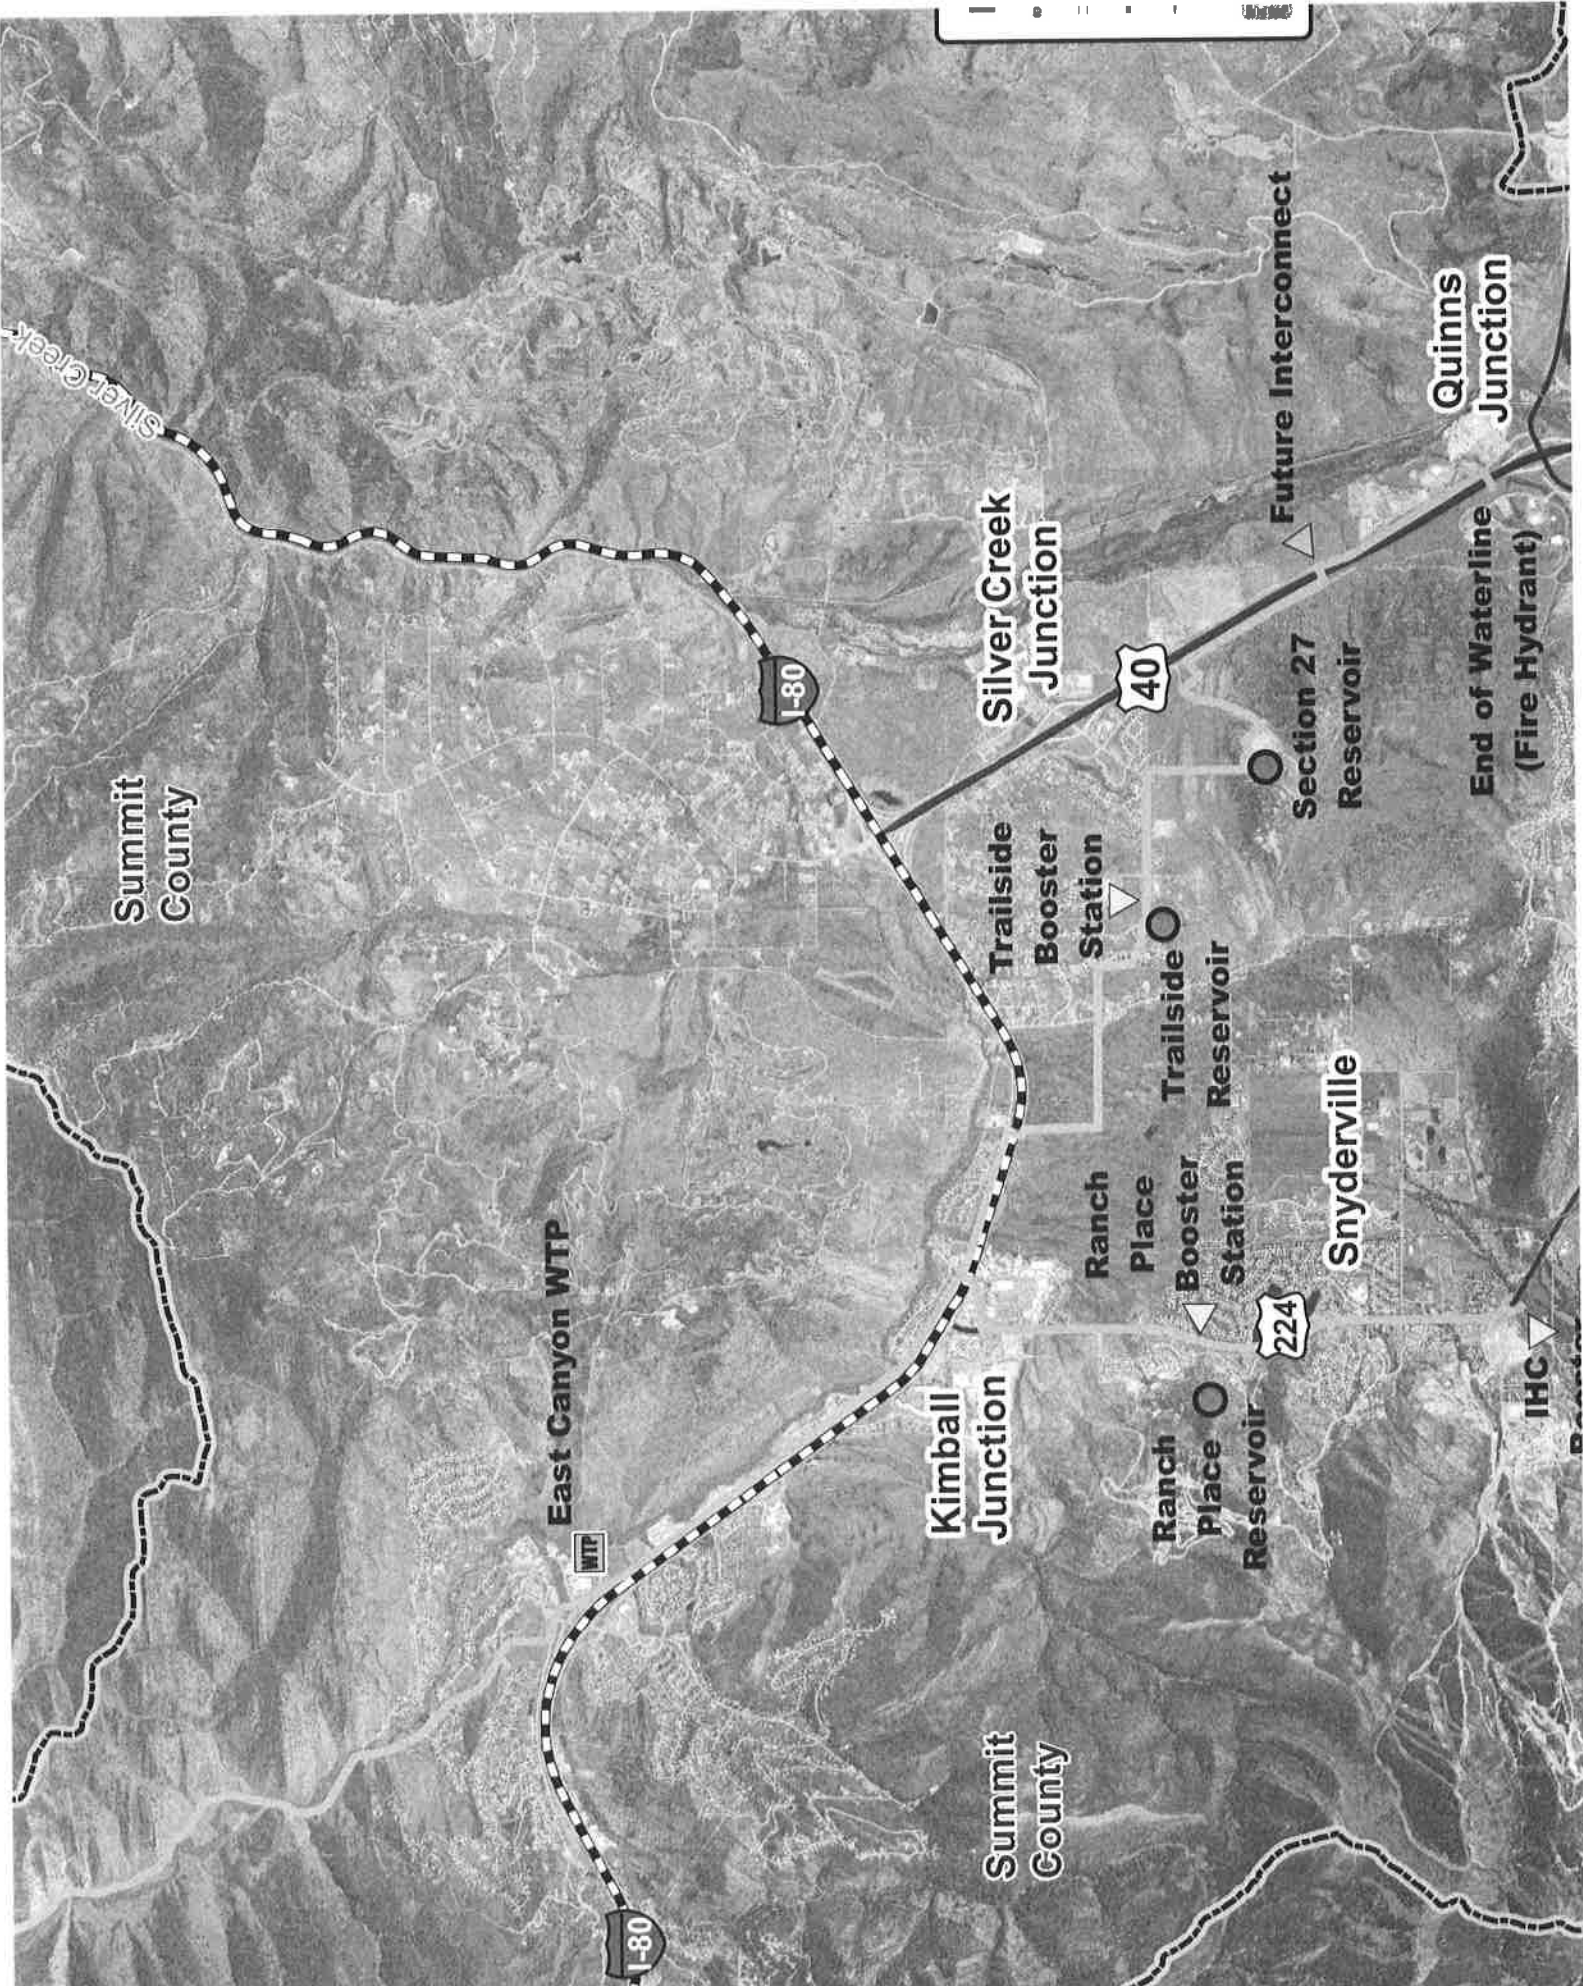 Silver Creek
Summit
County
East Canyon WTP
WTP
I-80
Kimball
Junction
Summit
County
I-80
Silver Creek
Junction
40
Trailside
Booster
Station
Trailside
Reservoir
Section 27
Reservoir
Future Interconnect
Quinns
Junction
End of Waterline
(Fire Hydrant)
Ranch
Place
Booster
Station
224
Ranch
Place
Reservoir
Snyderville
IHC